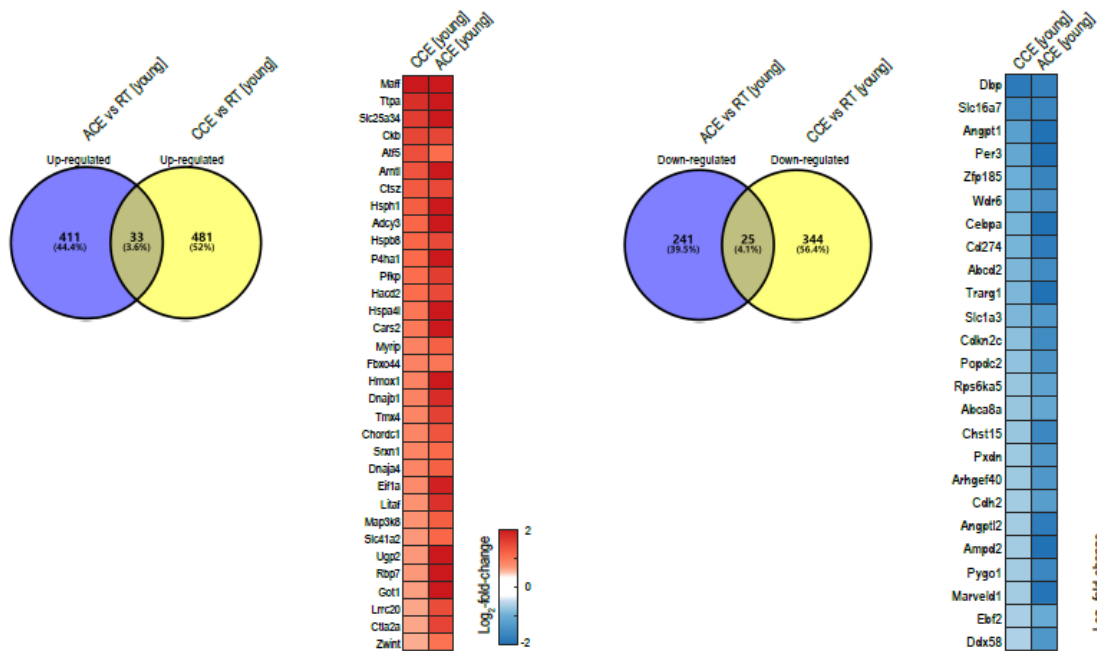 ACE vs RT [young]
CCE vs RT [young]
Up-regulated
Up-regulated
411
(44.4%)
33
(3.6%)
481
(52%)
CCE [young]
ACE [young]
Maff
Ttpa
Slc25a34
Ckb
Atf5
Arntl
Ctsz
Hsph1
Adcy3
Hspb8
P4ha1
Pfkp
Hacd2
Hspa4l
Cars2
Myrip
Fbxo44
Hmox1
Dnajb1
Tmx4
Chordc1
Srxn1
Dnaja4
Eif1a
Litaf
Map3k8
Slc41a2
Ugp2
Rbp7
Got1
Lrrc20
Ctla2a
Zwint
Log2-fold-change
2
0
-2
ACE vs RT [young]
CCE vs RT [young]
Down-regulated
Down-regulated
241
(39.5%)
25
(4.1%)
344
(56.4%)
CCE [young]
ACE [young]
Dbp
Slc16a7
Angpt1
Per3
Zfp185
Wdr6
Cebpa
Cd274
Abcd2
Trarg1
Slc1a3
Cdkn2c
Popdc2
Rps6ka5
Abca8a
Chst15
Pxdn
Arhgef40
Cdh2
Angptl2
Ampd2
Pygo1
Marveld1
Ebf2
Ddx58